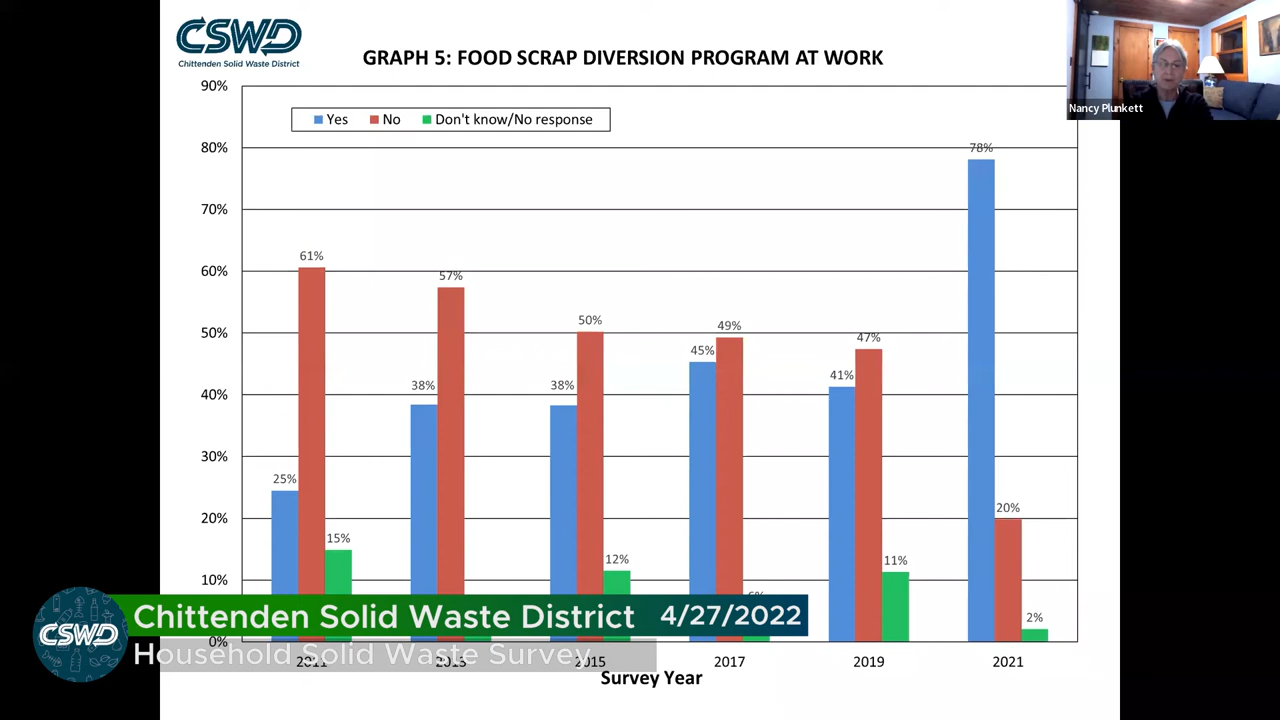 CSWD
Chittenden Solid Waste District
GRAPH 5: FOOD SCRAP DIVERSION PROGRAM AT WORK
Nancy Plunkett
Yes No Don't know/No response
90%
80%
70%
60%
50%
40%
30%
20%
10%
0%
25% 61% 15%
38% 57%
38% 50% 12%
45% 49% 6%
41% 47% 11%
78% 20% 2%
2011 2013 2015 2017 2019 2021
Survey Year
CSWD
Chittenden Solid Waste District 4/27/2022
Household Solid Waste Survey